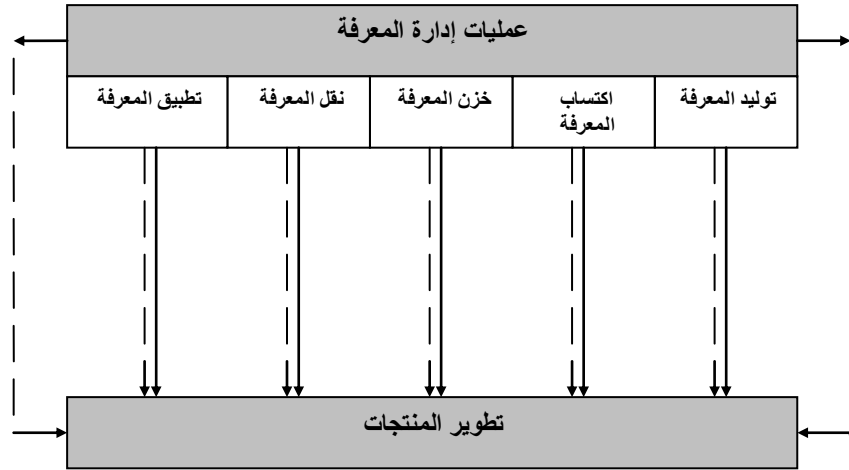 عمليات إدارة المعرفة
توليد المعرفة
اكتساب
المعرفة
خزن المعرفة
نقل المعرفة
تطبيق المعرفة
تطوير المنتجات